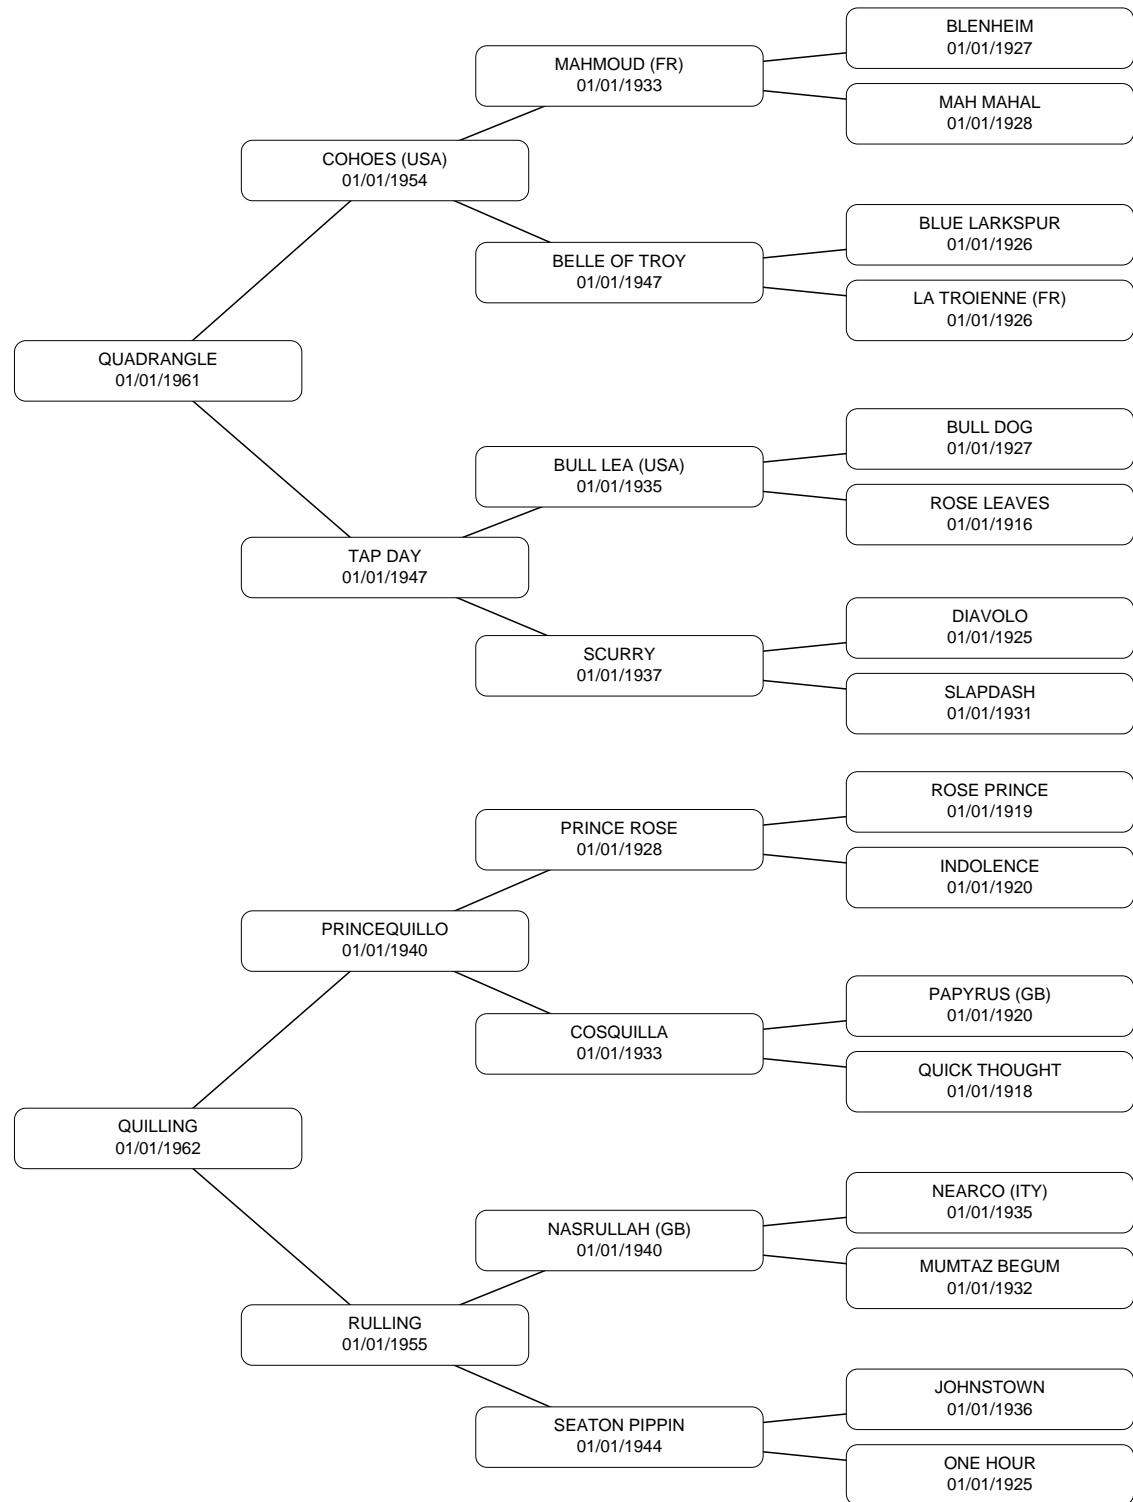 BLENHEIM
01/01/1927
MAHMOUD (FR)
01/01/1933
MAH MAHAL
01/01/1928
COHOES (USA)
01/01/1954
BLUE LARKSPUR
01/01/1926
BELLE OF TROY
01/01/1947
LA TROIENNE (FR)
01/01/1926
QUADRANGLE
01/01/1961
BULL DOG
01/01/1927
BULL LEA (USA)
01/01/1935
ROSE LEAVES
01/01/1916
TAP DAY
01/01/1947
DIAVOLO
01/01/1925
SCURRY
01/01/1937
SLAPDASH
01/01/1931
ROSE PRINCE
01/01/1919
PRINCE ROSE
01/01/1928
INDOLENCE
01/01/1920
PRINCEQUILLO
01/01/1940
PAPYRUS (GB)
01/01/1920
COSQUILLA
01/01/1933
QUICK THOUGHT
01/01/1918
QUILLING
01/01/1962
NEARCO (ITY)
01/01/1935
NASRULLAH (GB)
01/01/1940
MUMTAZ BEGUM
01/01/1932
RULLING
01/01/1955
JOHNSTOWN
01/01/1936
SEATON PIPPIN
01/01/1944
ONE HOUR
01/01/1925